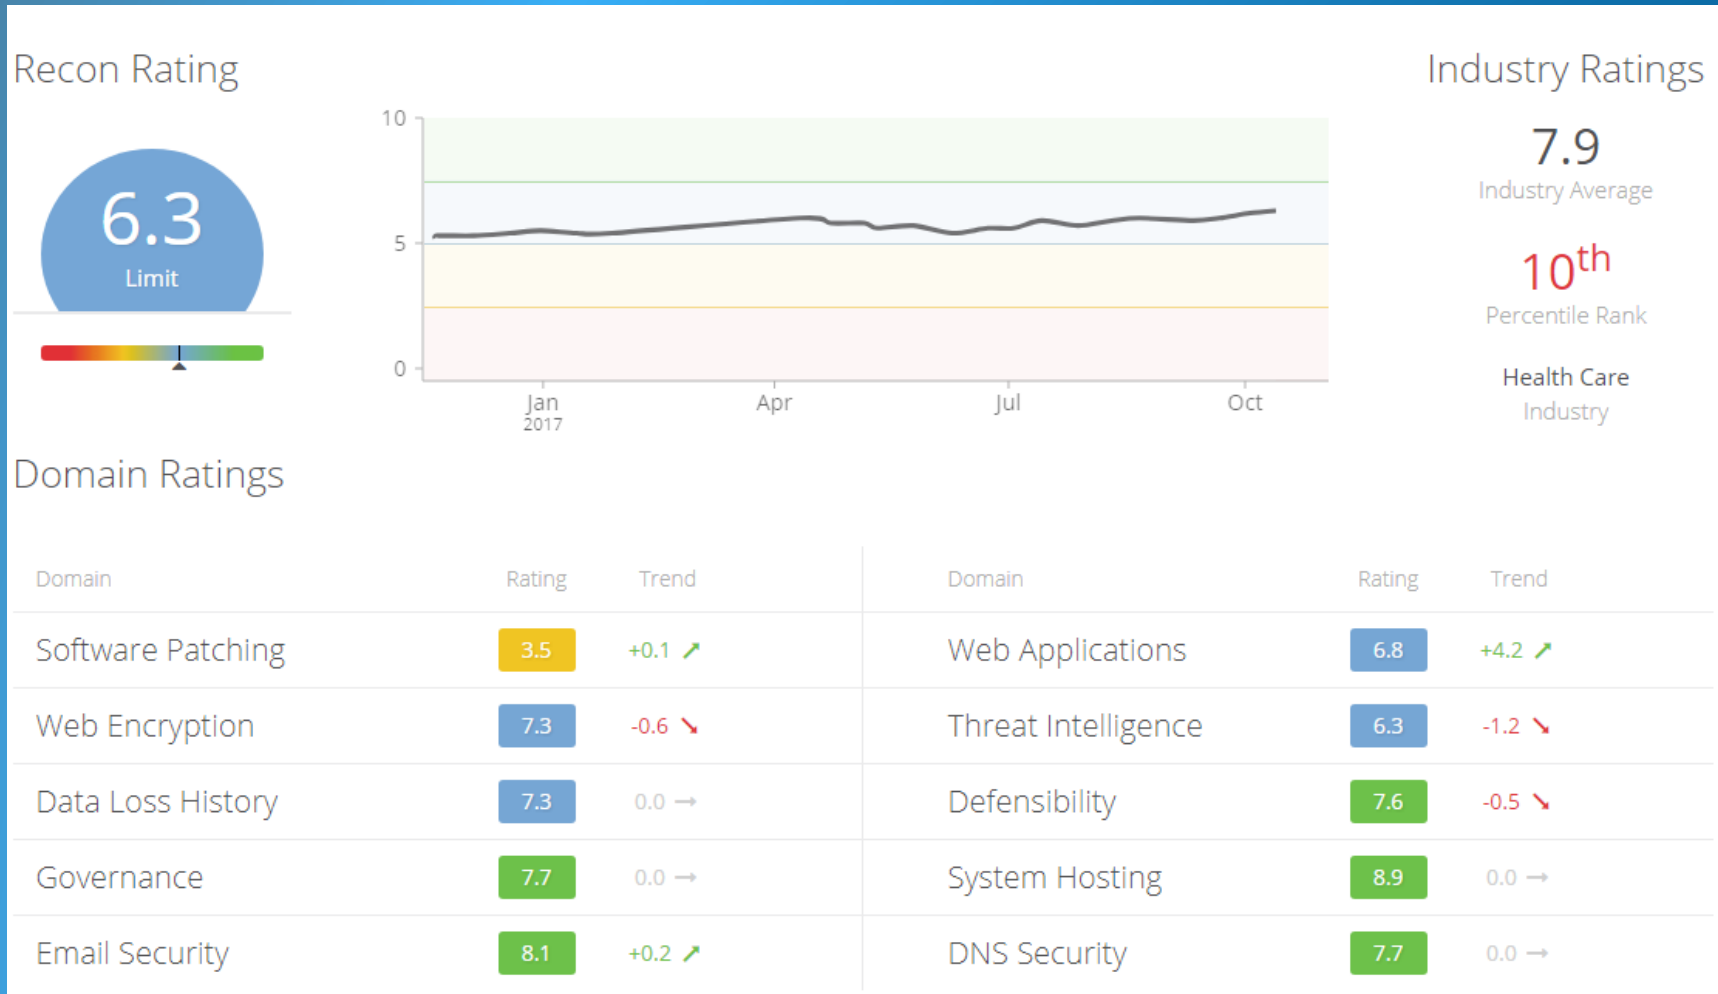 Recon Rating
6.3
Limit
10
5
0
Jan
2017
Apr
Jul
Oct
Industry Ratings
7.9
Industry Average
10th
Percentile Rank
Health Care
Industry
Domain Ratings
Domain Rating Trend
Software Patching 3.5 +0.1
Web Encryption 7.3 -0.6
Data Loss History 7.3 0.0
Governance 7.7 0.0
Email Security 8.1 +0.2
Domain Rating Trend
Web Applications 6.8 +4.2
Threat Intelligence 6.3 -1.2
Defensibility 7.6 -0.5
System Hosting 8.9 0.0
DNS Security 7.7 0.0